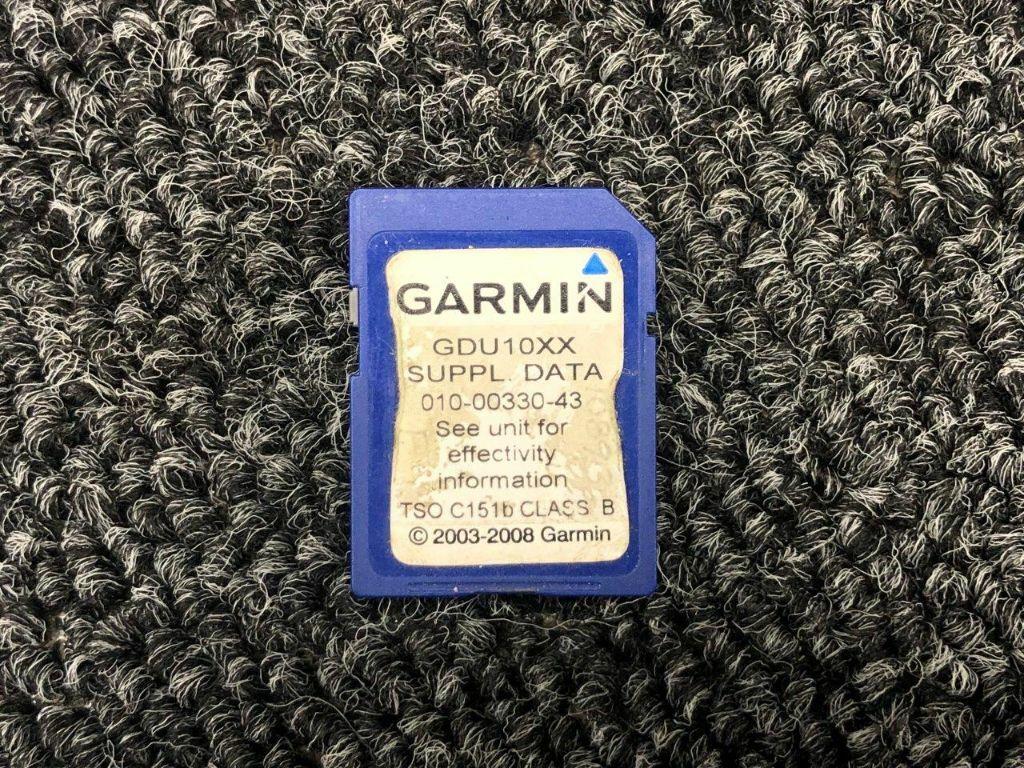 GARMIN
GDU10XX
SUPPL. DATA
010-00330-43
See unit for
effectivity
information
TSO C151b CLASS B
© 2003-2008 Garmin